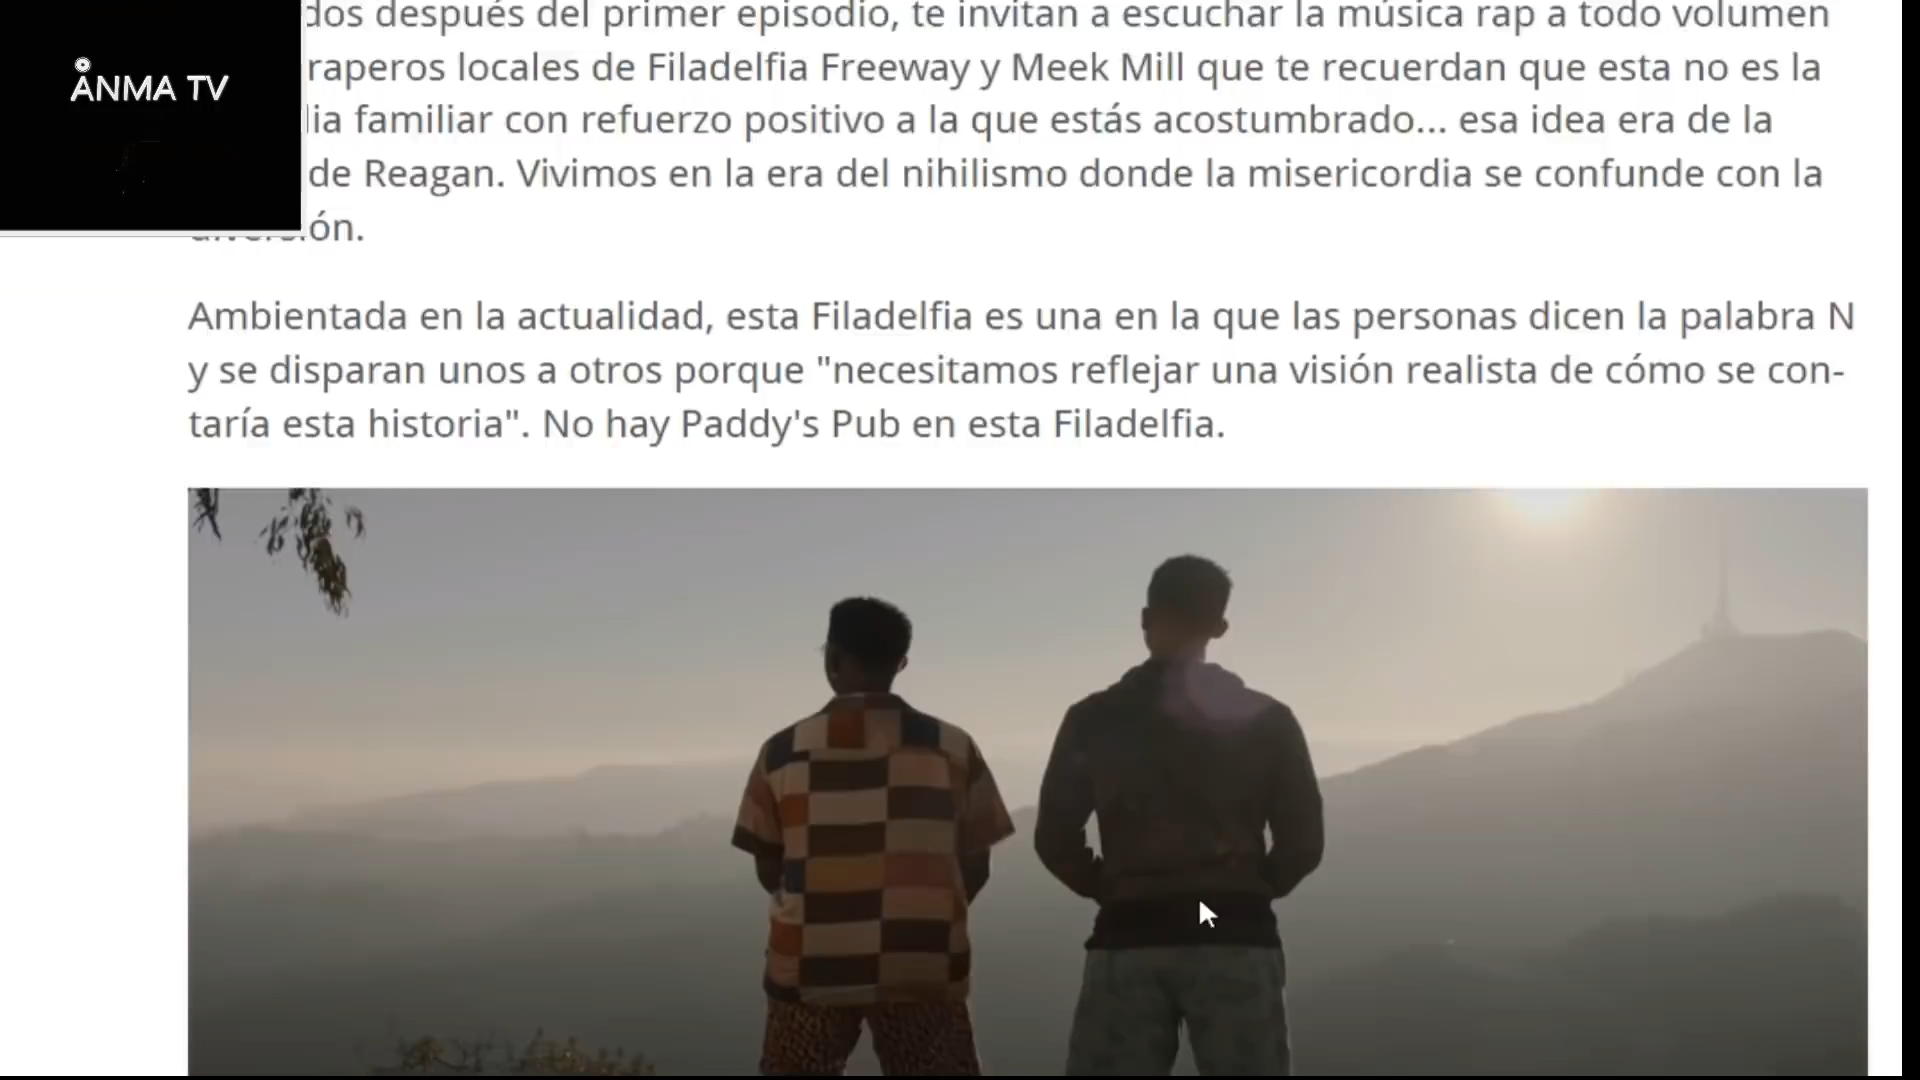 ÅNMA TV
dos después del primer episodio, te invitan a escuchar la música rap a todo volumen
raperos locales de Filadelfia Freeway y Meek Mill que te recuerdan que esta no es la
familiar con refuerzo positivo a la que estás acostumbrado... esa idea era de la
de Reagan. Vivimos en la era del nihilismo donde la misericordia se confunde con la
diversión.
Ambientada en la actualidad, esta Filadelfia es una en la que las personas dicen la palabra N
y se disparan unos a otros porque "necesitamos reflejar una visión realista de cómo se con-
taría esta historia". No hay Paddy's Pub en esta Filadelfia.